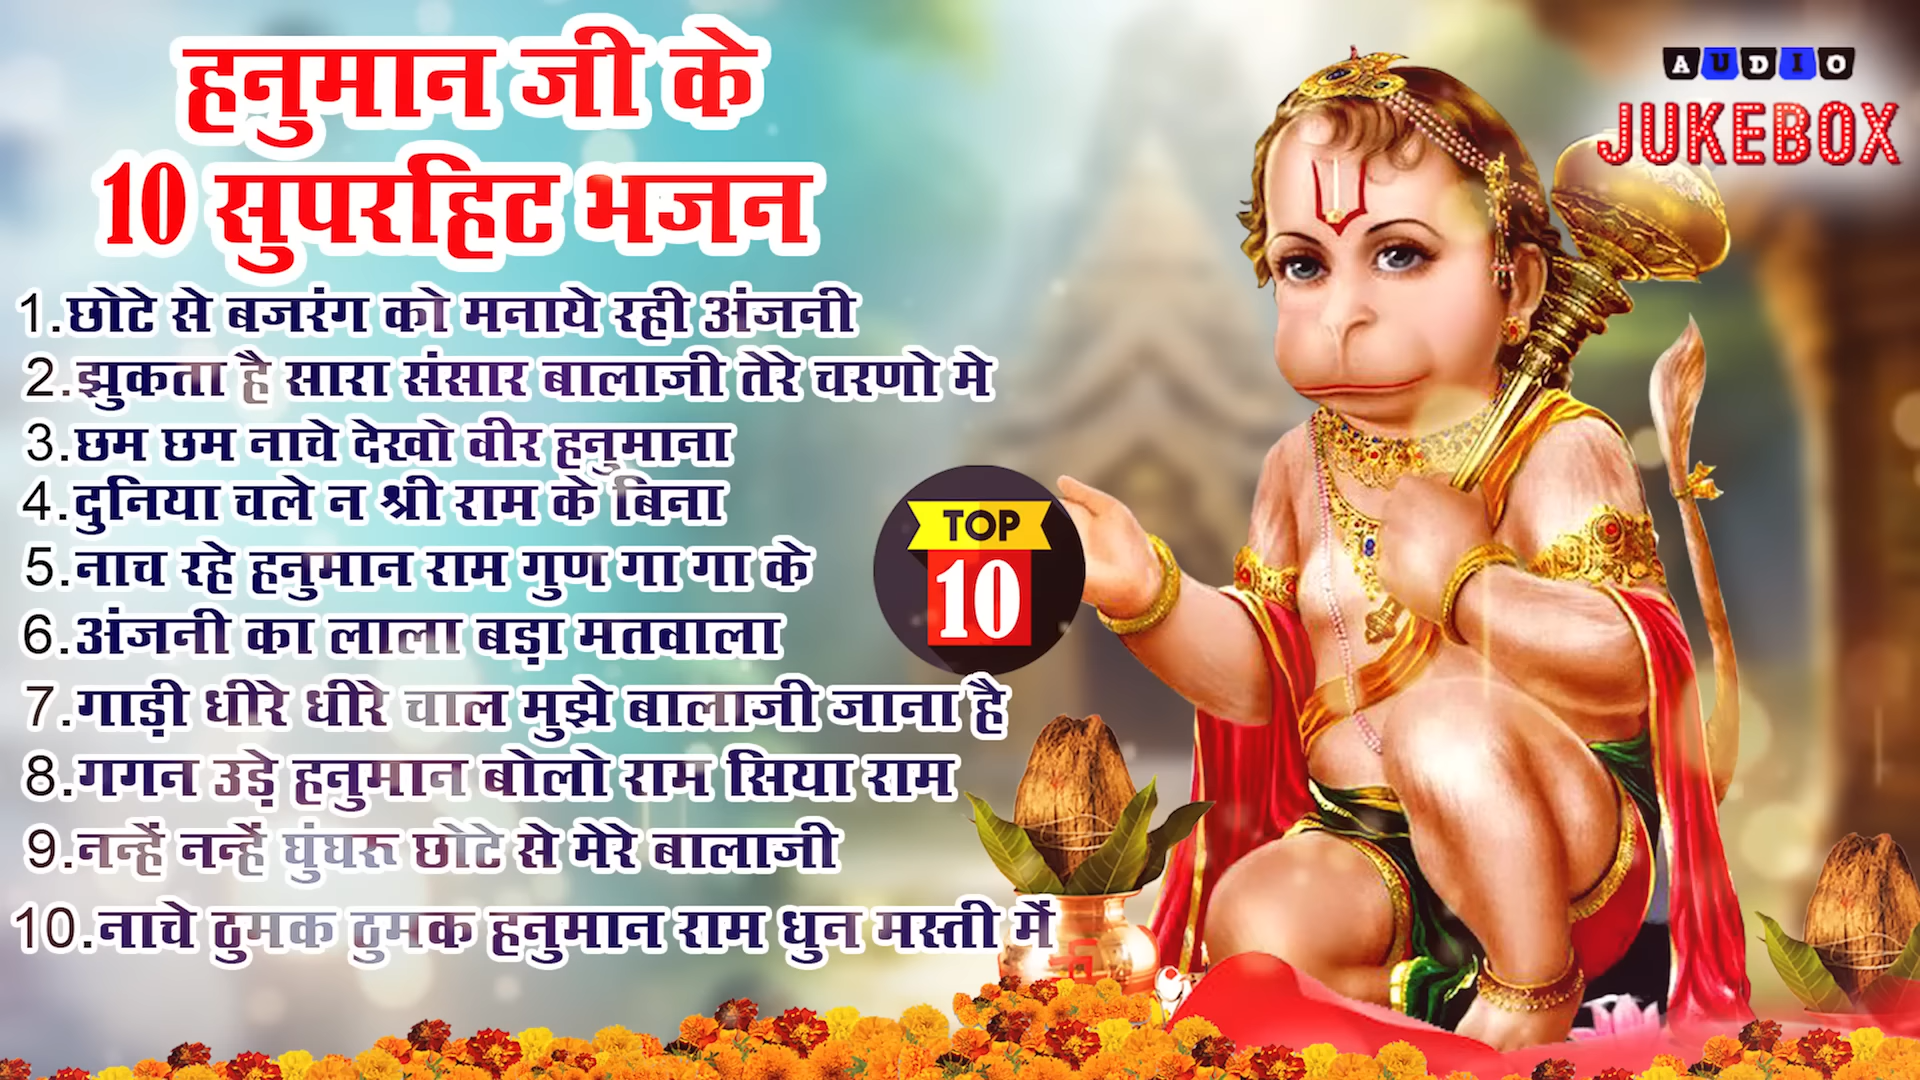 हनुमान जी के
10 सुपरहिट भजन
1.छोटे से बजरंग को मनाये रही अंजनी
2.झुकता है सारा संसार बालाजी तेरे चरणो मे
3.छम छम नाचे देखो वीर हनुमाना
4.दुनिया चले न श्री राम के बिना
5.नाच रहे हनुमान राम गुण गा गा के
6.अंजनी का लाला बड़ा मतवाला
7.गाड़ी धीरे धीरे चाल मुझे बालाजी जाना है
8.गगन उड़े हनुमान बोलो राम सिया राम
9.नन्हें नन्हें घुंघरू छोटे से मेरे बालाजी
10.नाचे ठुमक ठुमक हनुमान राम धुन मस्ती में
TOP
10
AUDIO
JUKEBOX